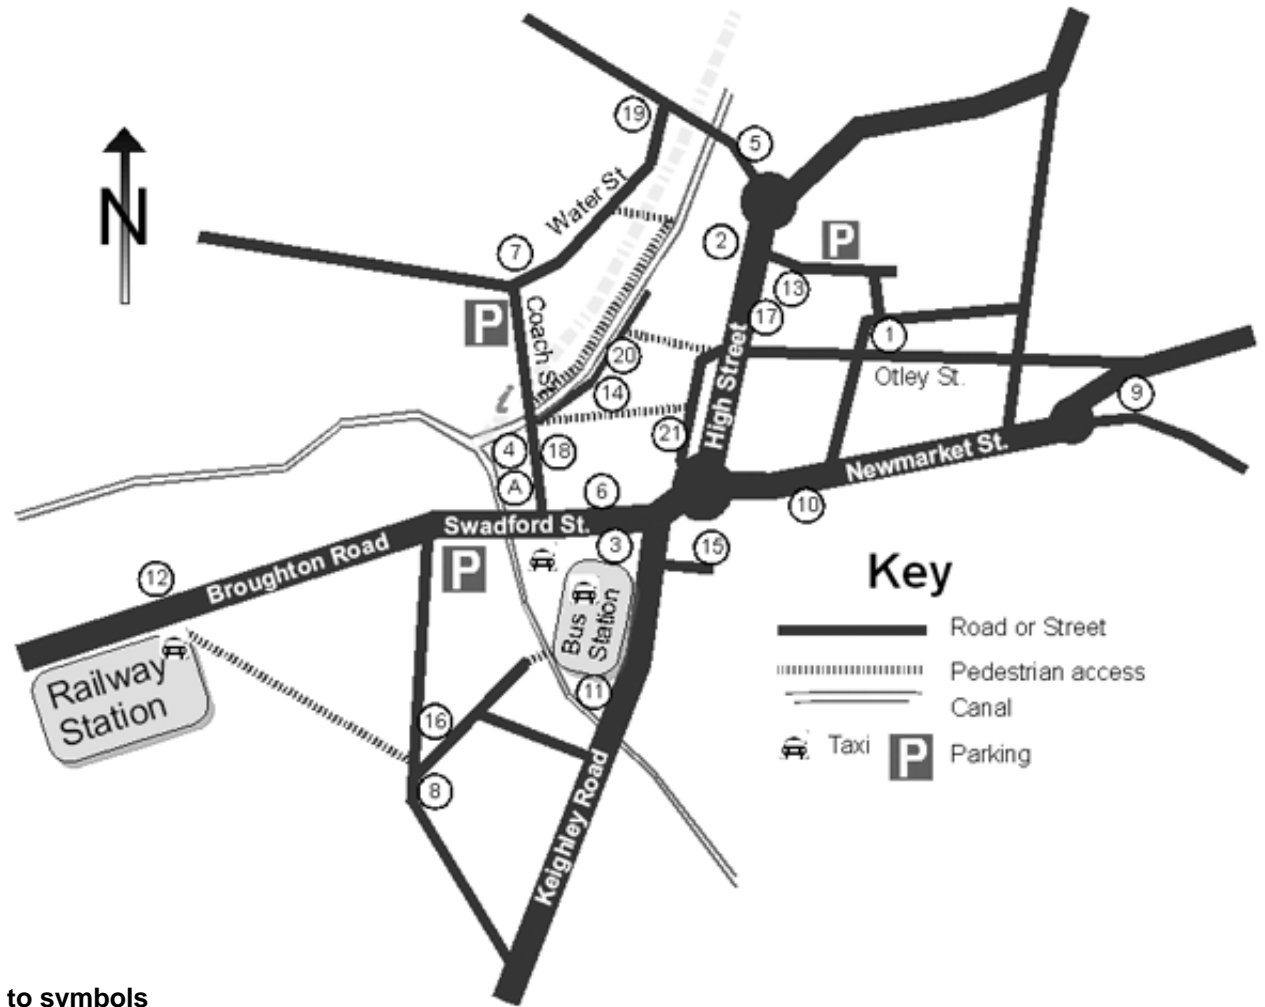 19
5
N
Water St
2
P
7
13
P
Coach St
17
1
20
Otley St.
i
14
High Street
9
21
4
18
A
6
Newmarket St.
10
Swadford St.
3
15
12
Broughton Road
P
Key
Bus
Station
Road or Street
Railway
Station
Pedestrian access
11
Canal
16
Taxi
P
Parking
8
Keighley Road
to symbols